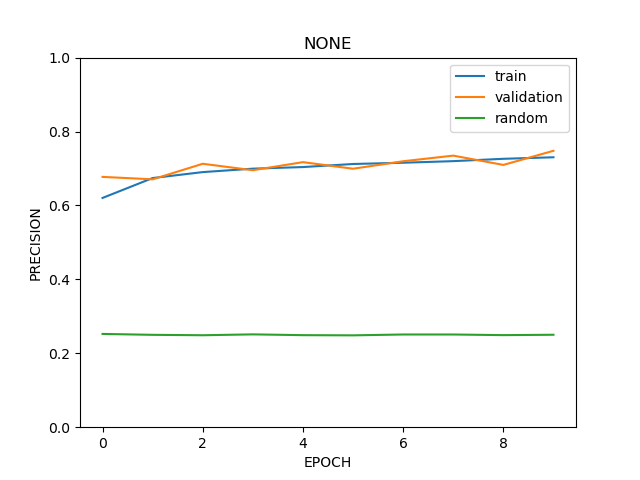 NONE
train
validation
random
PRECISION
1.0
0.8
0.6
0.4
0.2
0.0
0 2 4 6 8
EPOCH